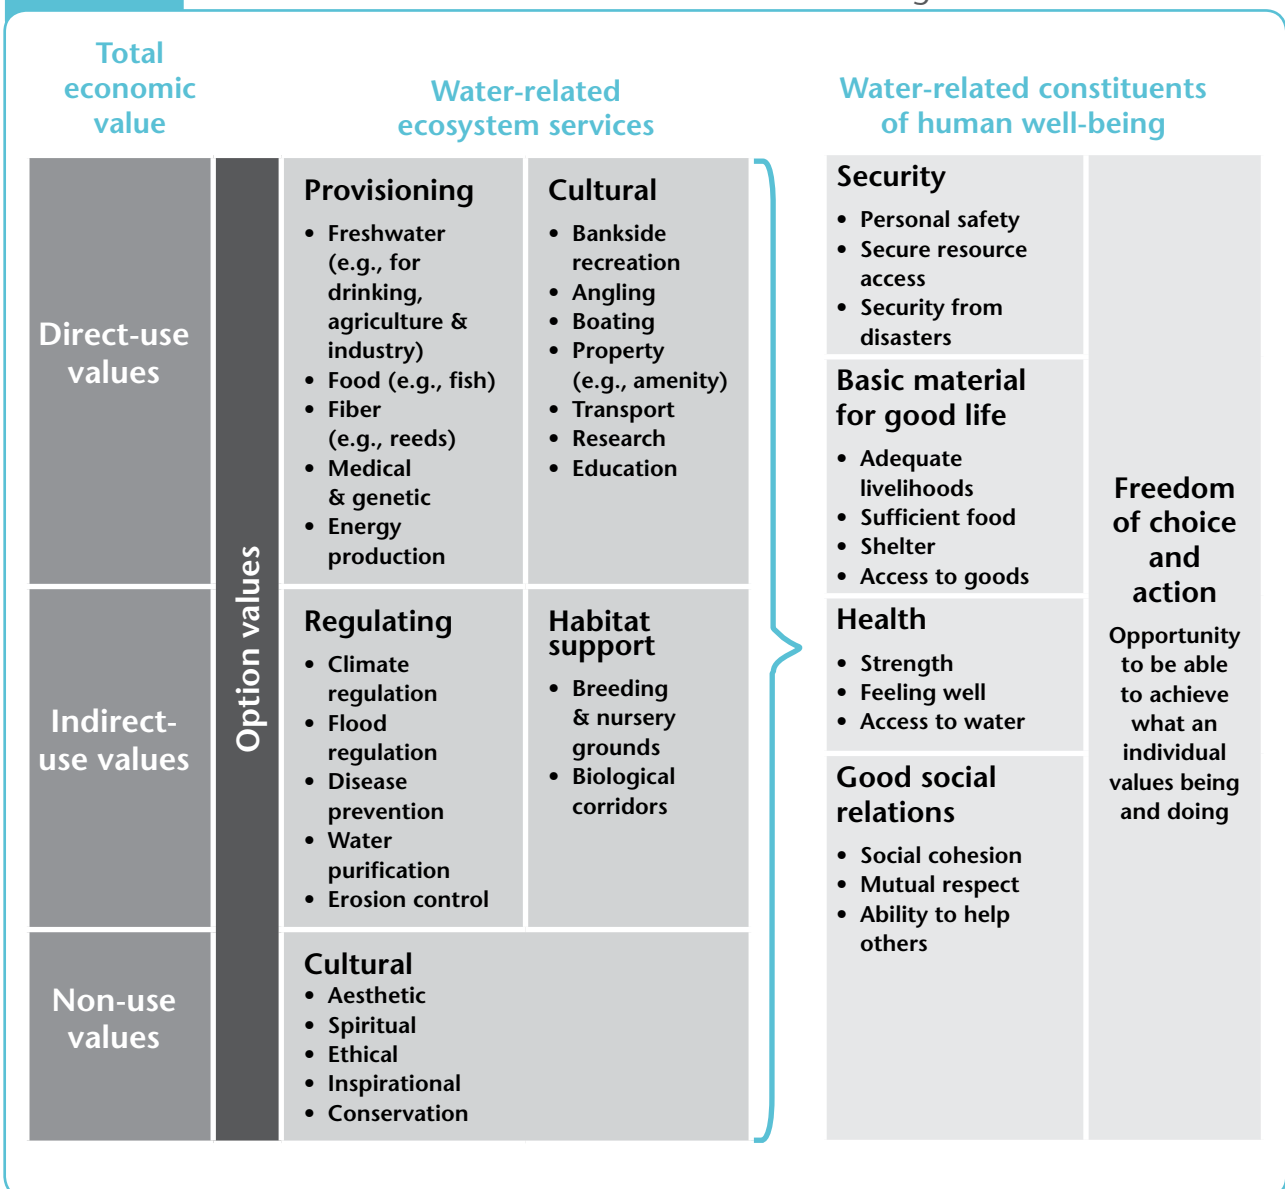 Total
economic
value
Water-related
ecosystem services
Water-related constituents
of human well-being
Direct-use
values
Indirect-
use values
Non-use
values
Option values
Provisioning
• Freshwater
(e.g., for
drinking,
agriculture &
industry)
• Food (e.g., fish)
• Fiber
(e.g., reeds)
• Medical
& genetic
• Energy
production
Cultural
• Bankside
recreation
• Angling
• Boating
• Property
(e.g., amenity)
• Transport
• Research
• Education
Regulating
• Climate
regulation
• Flood
regulation
• Disease
prevention
• Water
purification
• Erosion control
Habitat
support
• Breeding
& nursery
grounds
• Biological
corridors
Cultural
• Aesthetic
• Spiritual
• Ethical
• Inspirational
• Conservation
Security
• Personal safety
• Secure resource
access
• Security from
disasters
Basic material
for good life
• Adequate
livelihoods
• Sufficient food
• Shelter
• Access to goods
Health
• Strength
• Feeling well
• Access to water
Good social
relations
• Social cohesion
• Mutual respect
• Ability to help
others
Freedom
of choice
and
action
Opportunity
to be able
to achieve
what an
individual
values being
and doing